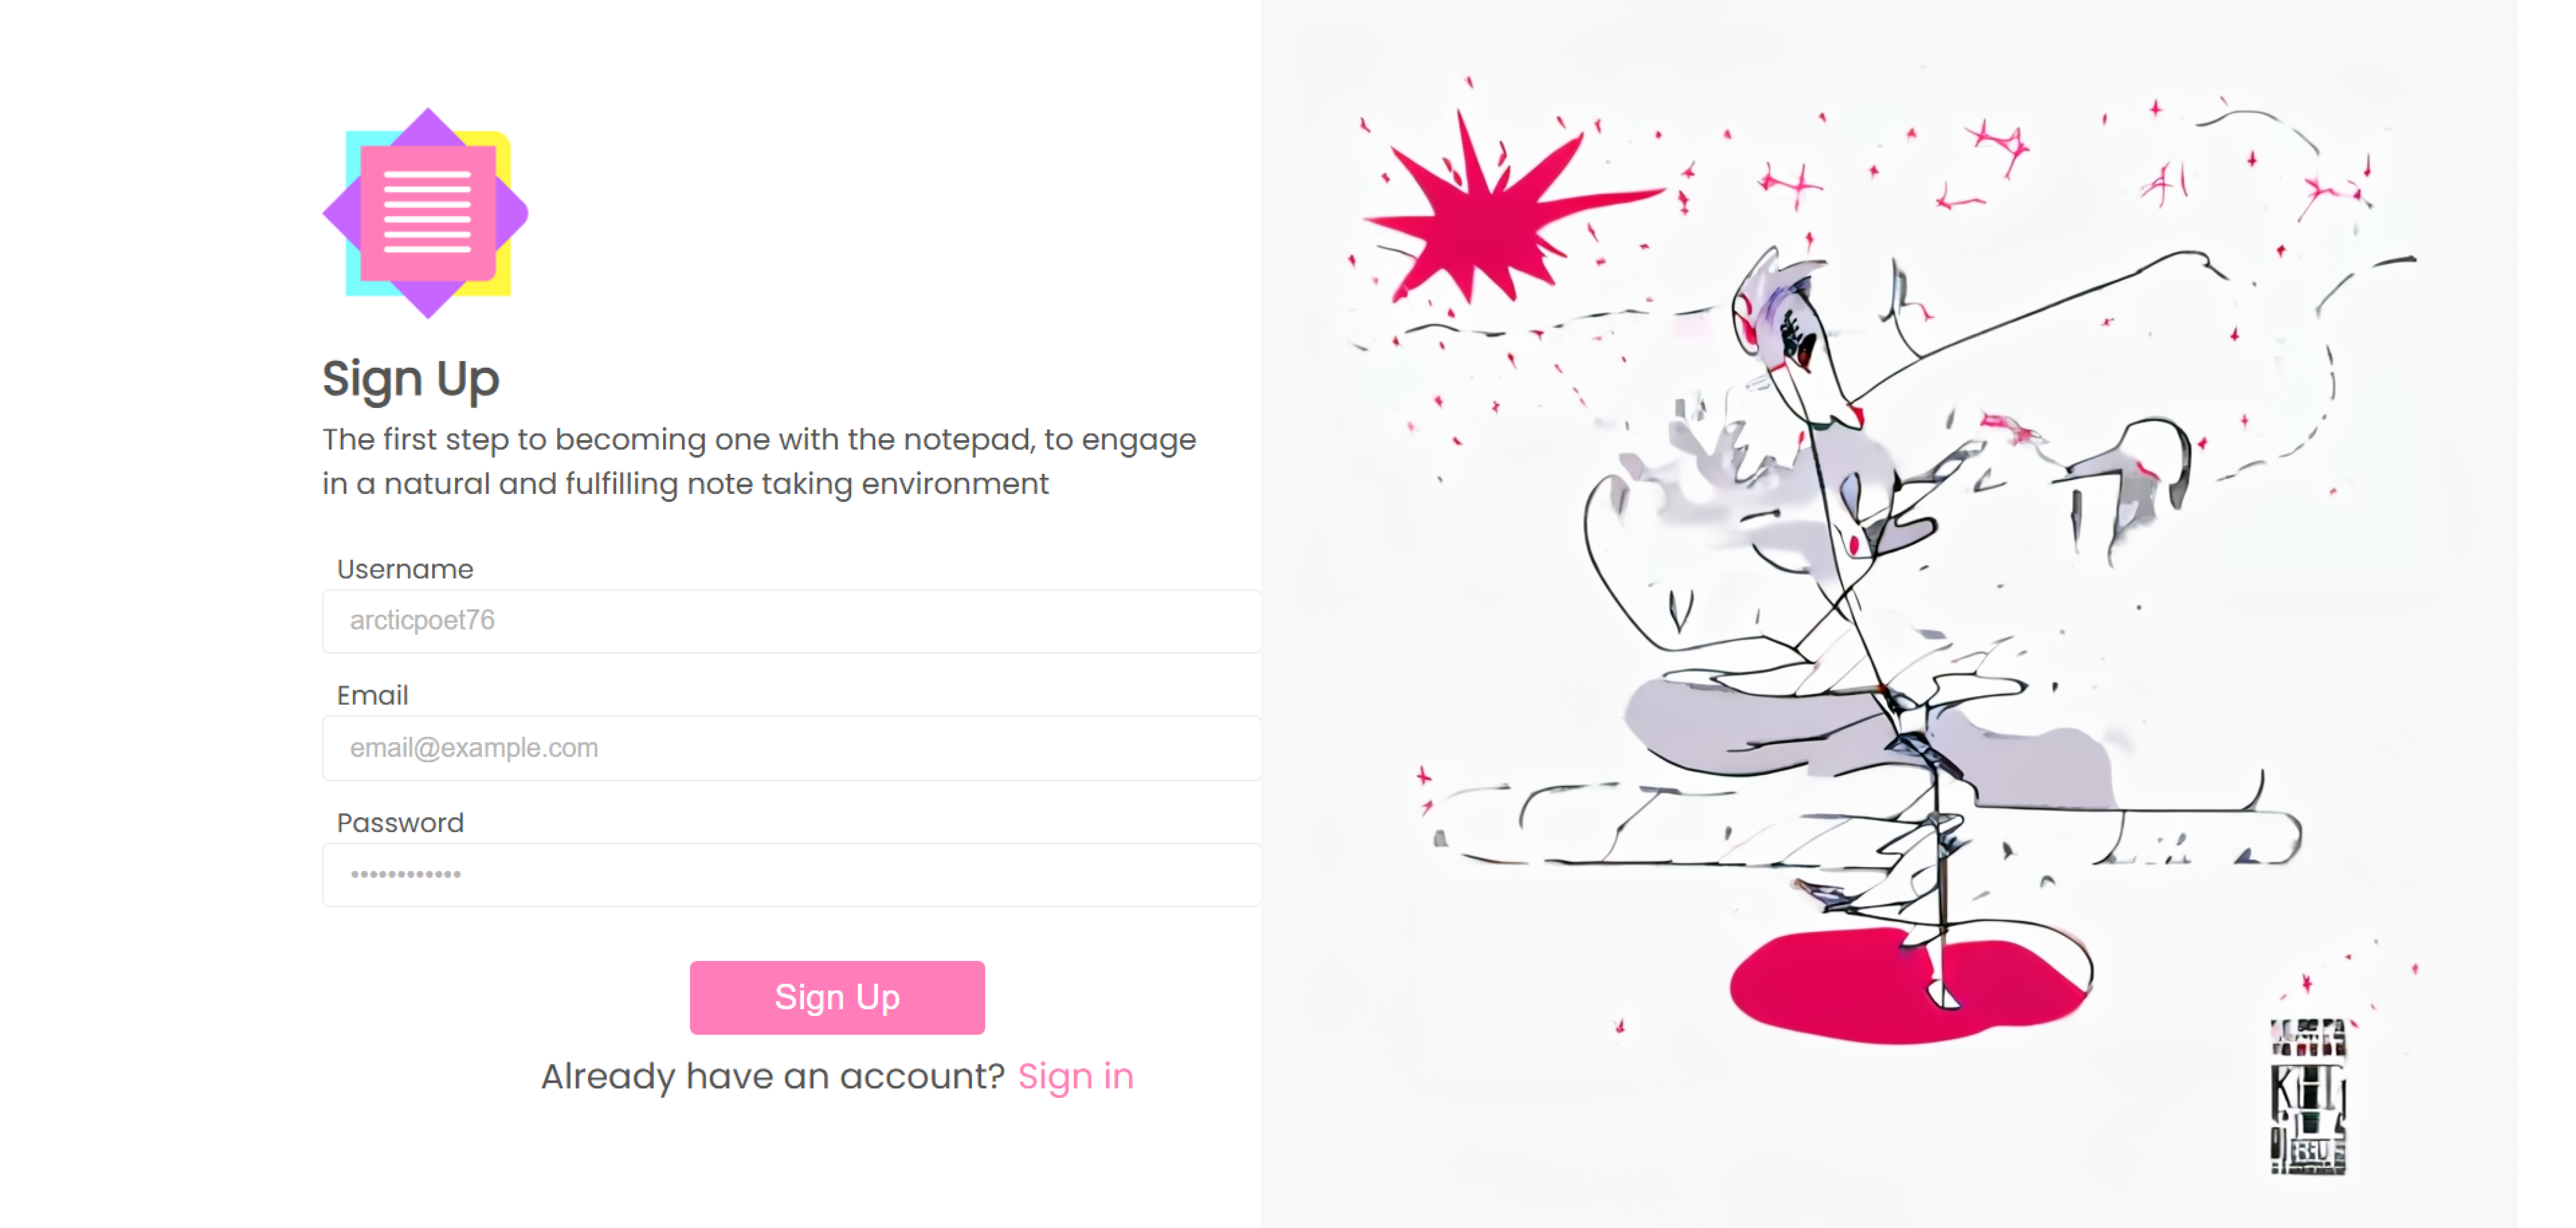 Sign Up
The first step to becoming one with the notepad, to engage
in a natural and fulfilling note taking environment
Username
arcticpoet76
Email
email@example.com
Password
••••••••••••
Sign Up
Already have an account? Sign in